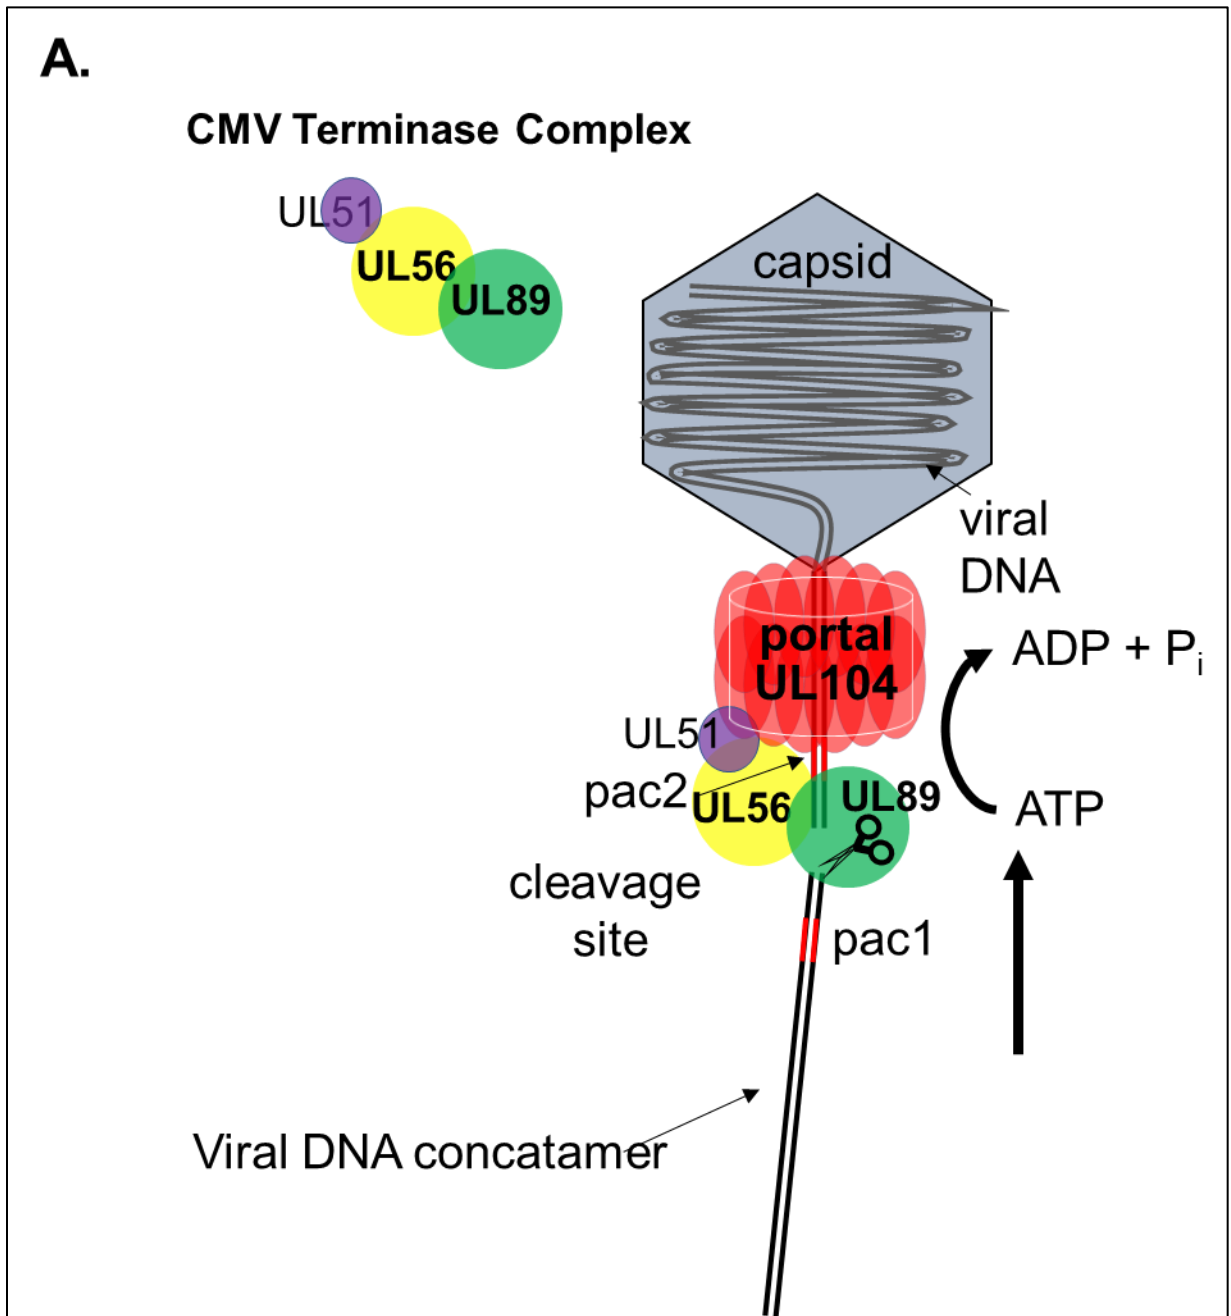 A.
CMV Terminase Complex
UL51
UL56
UL89
capsid
viral
DNA
portal
UL104
ADP + Pi
UL51
pac2
UL56
UL89
ATP
cleavage
site
pac1
Viral DNA concatamer